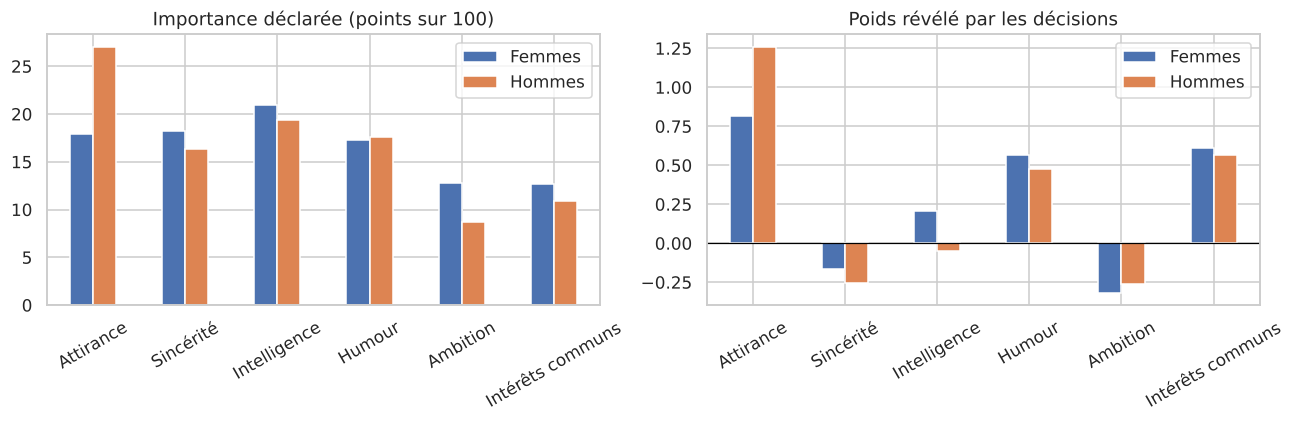 Importance déclarée (points sur 100)
Femmes
Hommes
25
20
15
10
5
0
Attirance
Sincérité
Intelligence
Humour
Ambition
Intérêts communs
Poids révélé par les décisions
Femmes
Hommes
1.25
1.00
0.75
0.50
0.25
0.00
−0.25
Attirance
Sincérité
Intelligence
Humour
Ambition
Intérêts communs